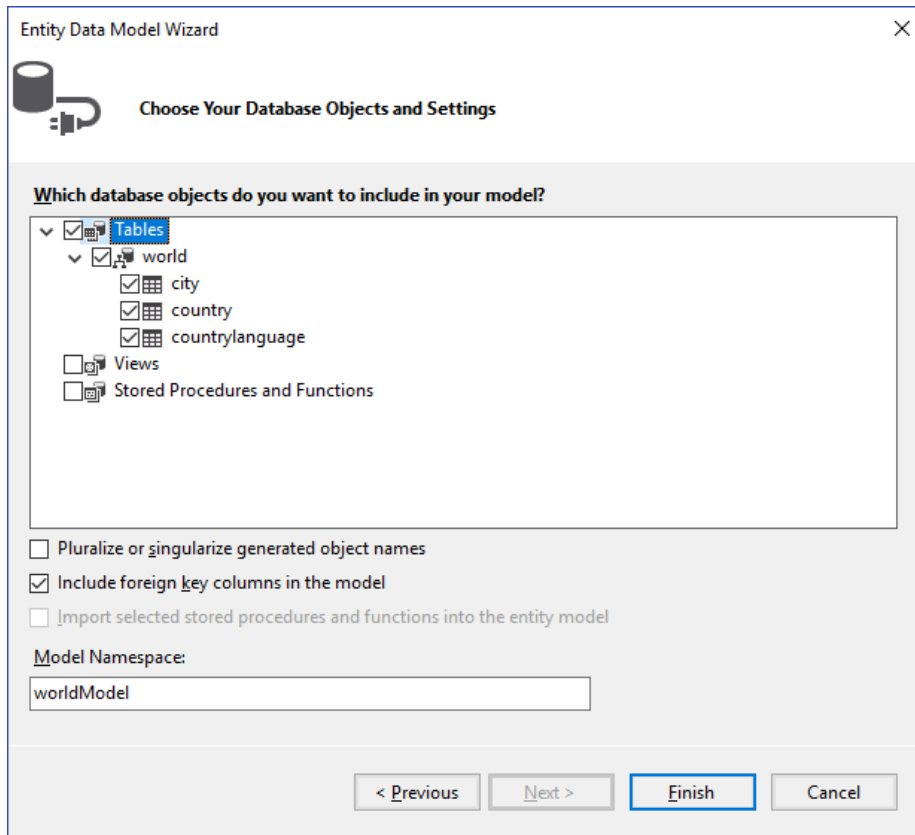 Entity Data Model Wizard
Choose Your Database Objects and Settings
Which database objects do you want to include in your model?
Tables
world
city
country
countrylanguage
Views
Stored Procedures and Functions
Pluralize or singularize generated object names
Include foreign key columns in the model
Import selected stored procedures and functions into the entity model
Model Namespace:
worldModel
< Previous Next > Finish Cancel